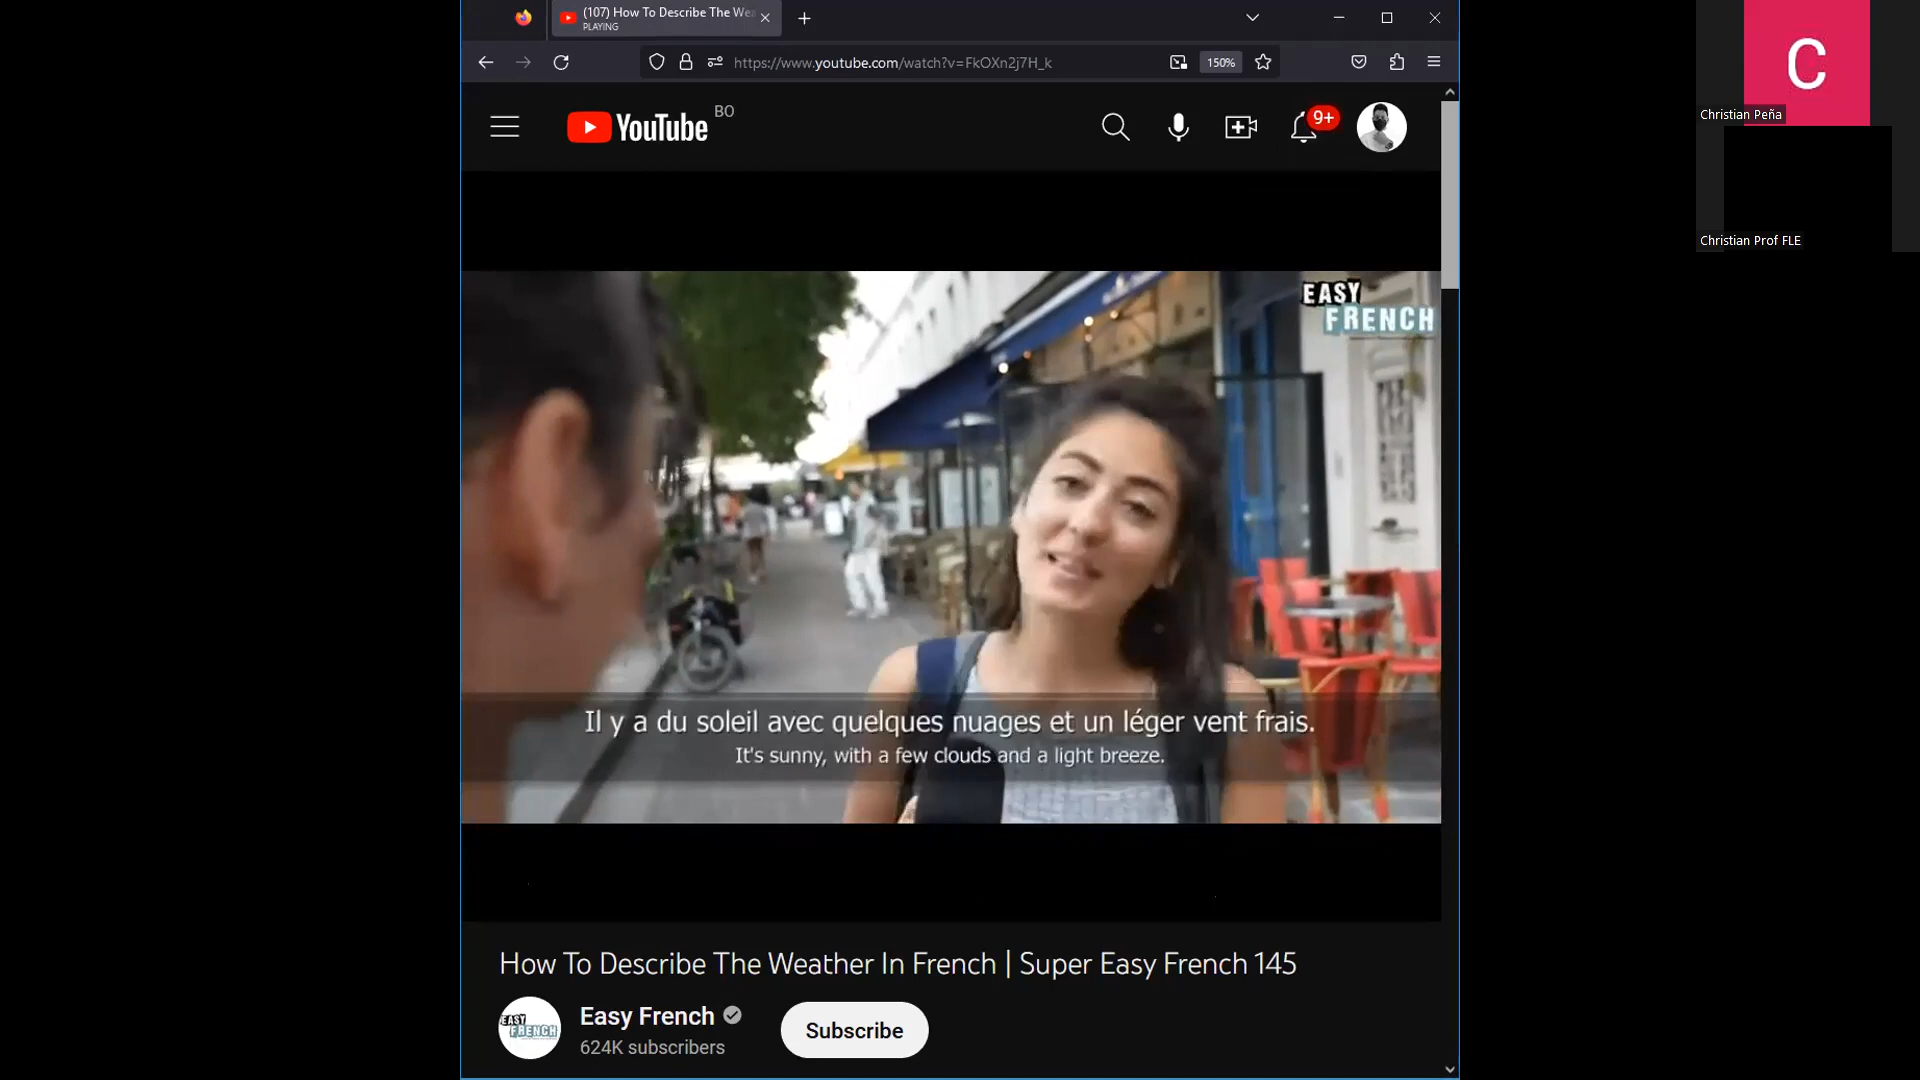 (107) How To Describe The Wea
PLAYING
https://www.youtube.com/watch?v=FkOXn2j7H_k
150%
YouTube BO
9+
C
Christian Peña
Christian Prof FLE
EASY
FRENCH
Il y a du soleil avec quelques nuages et un léger vent frais.
It's sunny, with a few clouds and a light breeze.
How To Describe The Weather In French | Super Easy French 145
EASY
FRENCH
Easy French
624K subscribers
Subscribe